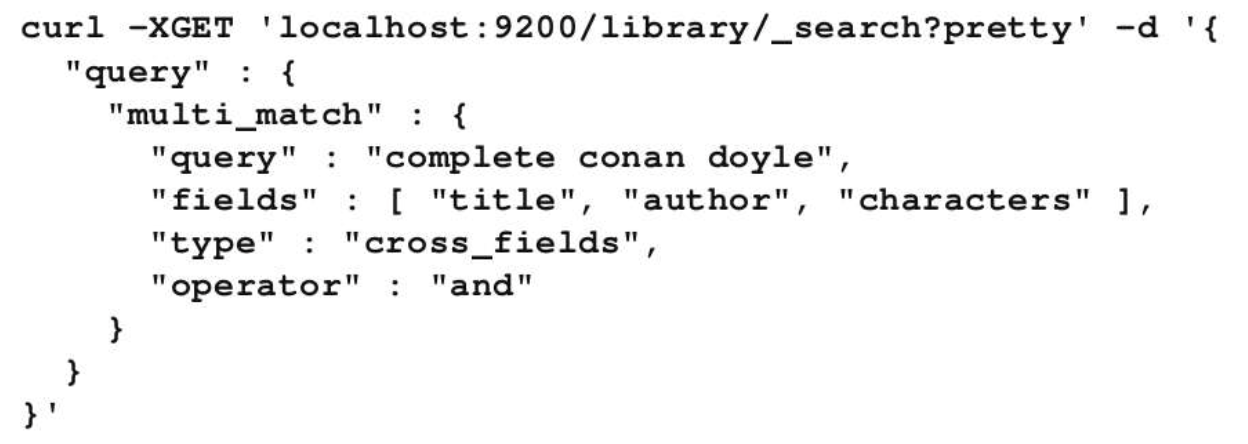 curl –XGET 'localhost:9200/library/_search?pretty' –d '{
"query" : {
"multi_match" : {
"query" : "complete conan doyle",
"fields" : [ "title", "author", "characters" ],
"type" : "cross_fields",
"operator" : "and"
}
}
}'